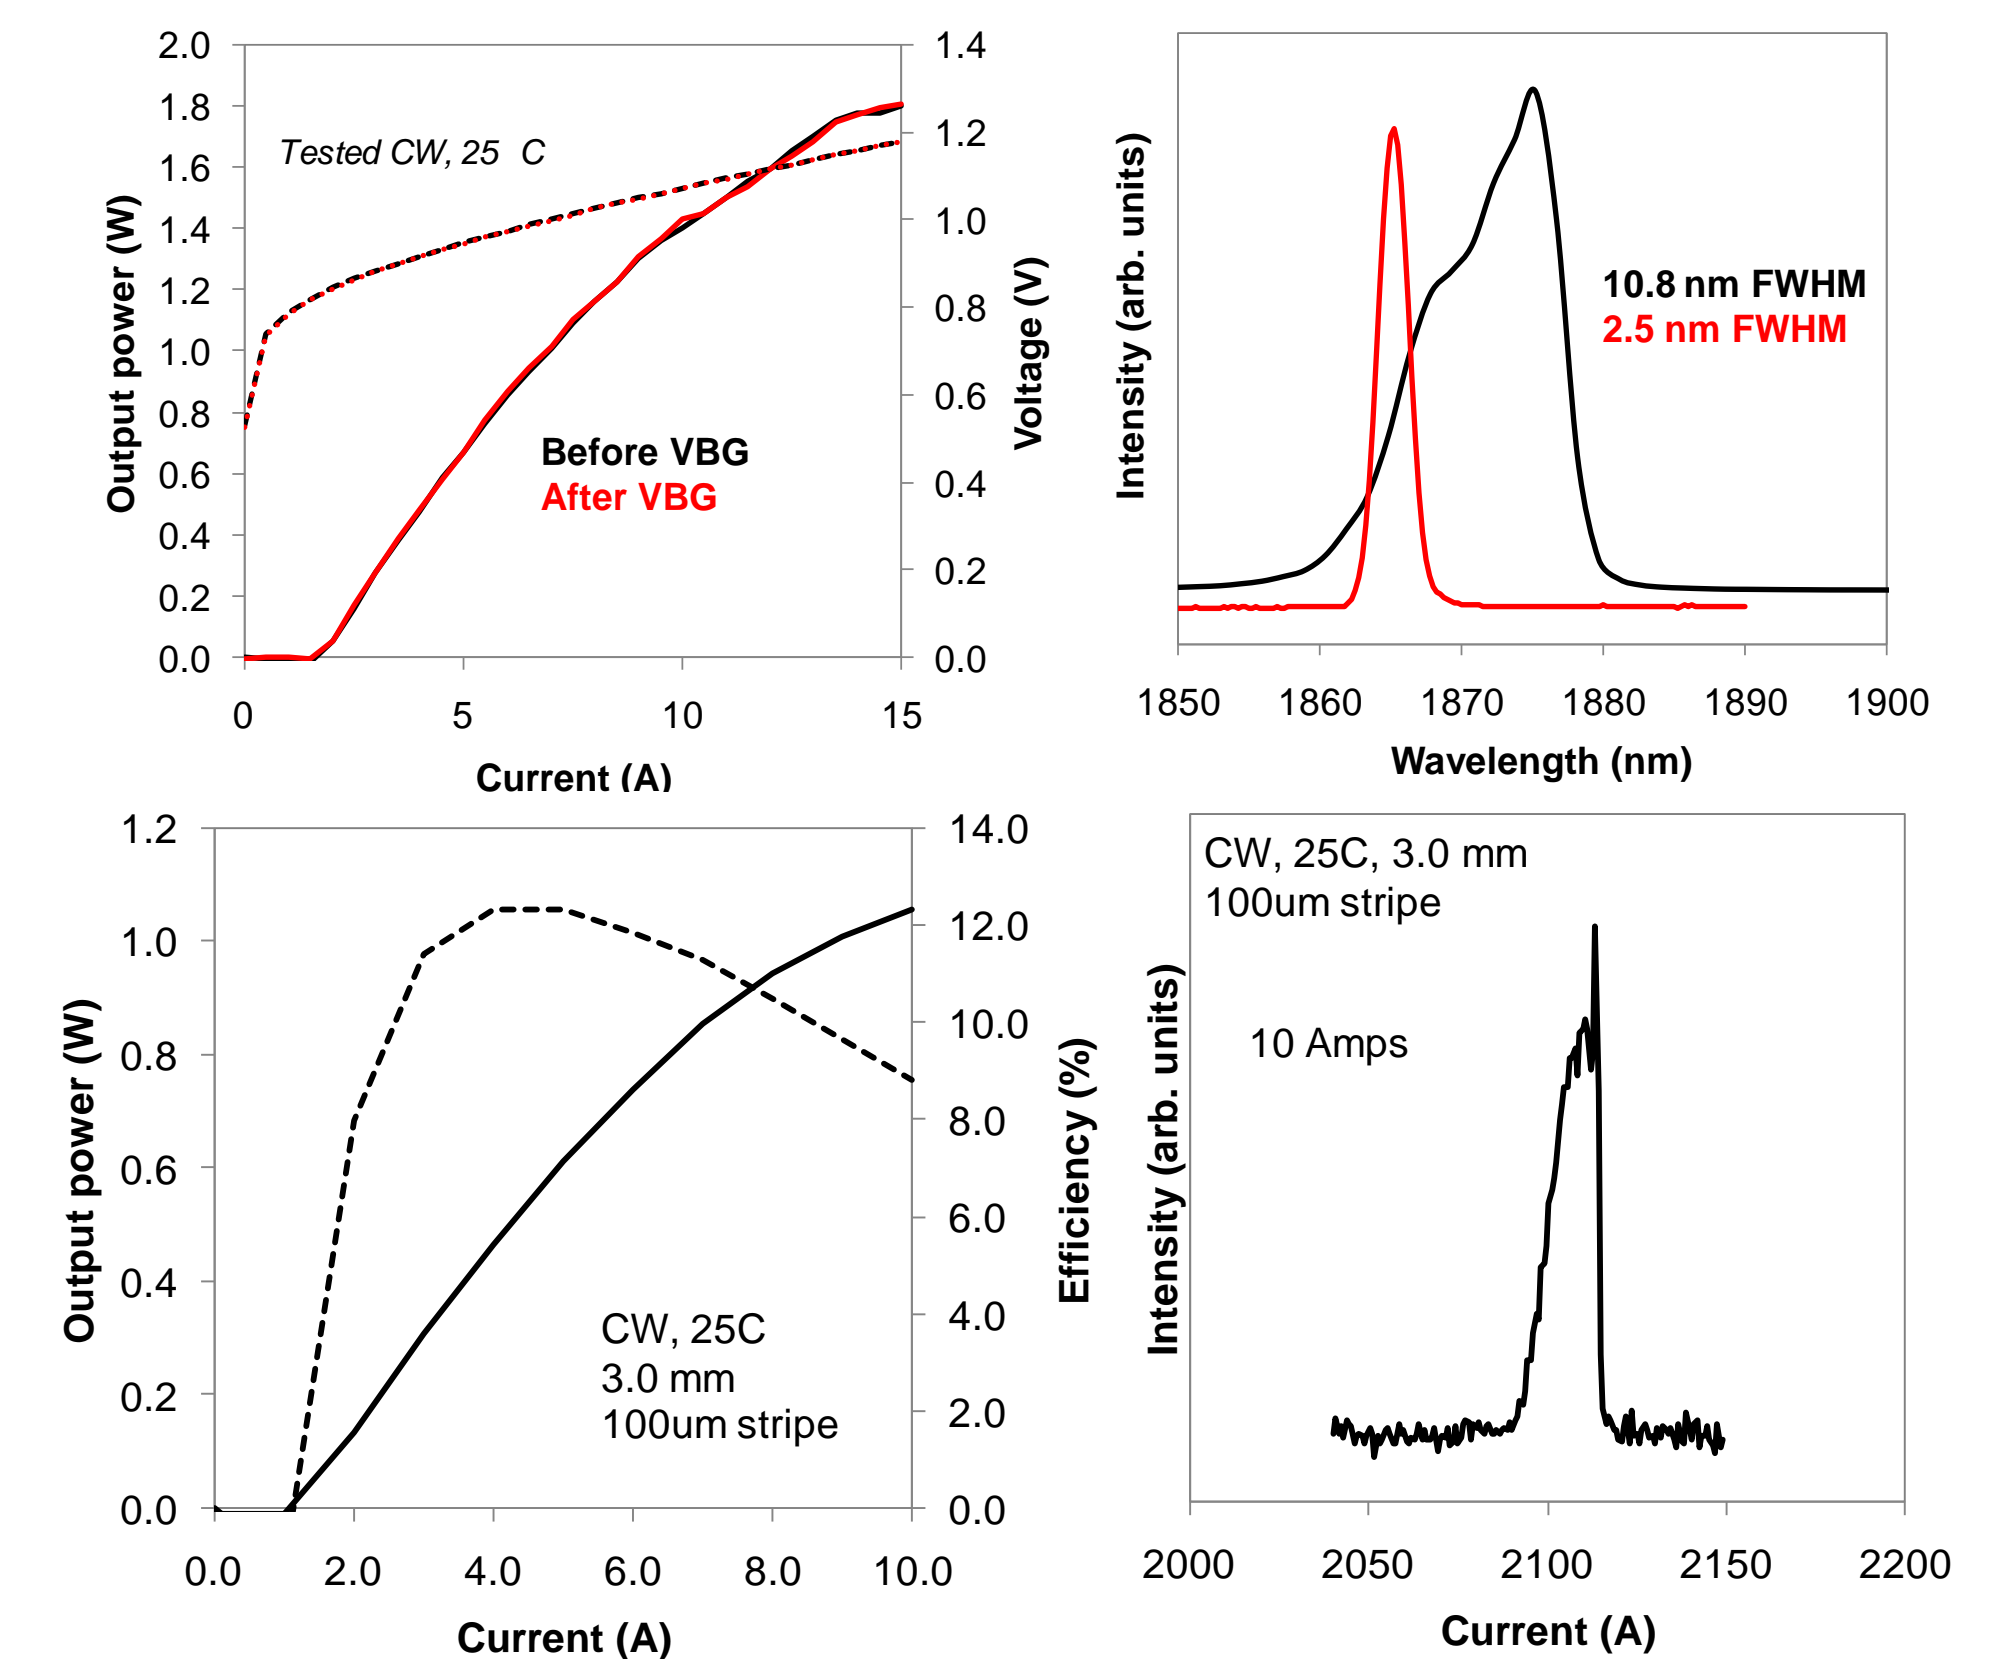 2.0
1.8
1.6
1.4
1.2
1.0
0.8
0.6
0.4
0.2
0.0
Output power (W)
1.4
1.2
1.0
0.8
0.6
0.4
0.2
0.0
Voltage (V)
Tested CW, 25 C
Before VBG
After VBG
0 5 10 15
Current (A)
Intensity (arb. units)
10.8 nm FWHM
2.5 nm FWHM
1850 1860 1870 1880 1890 1900
Wavelength (nm)
1.2
1.0
0.8
0.6
0.4
0.2
0.0
Output power (W)
14.0
12.0
10.0
8.0
6.0
4.0
2.0
0.0
Efficiency (%)
CW, 25C
3.0 mm
100um stripe
0.0 2.0 4.0 6.0 8.0 10.0
Current (A)
Intensity (arb. units)
CW, 25C, 3.0 mm
100um stripe
10 Amps
2000 2050 2100 2150 2200
Current (A)